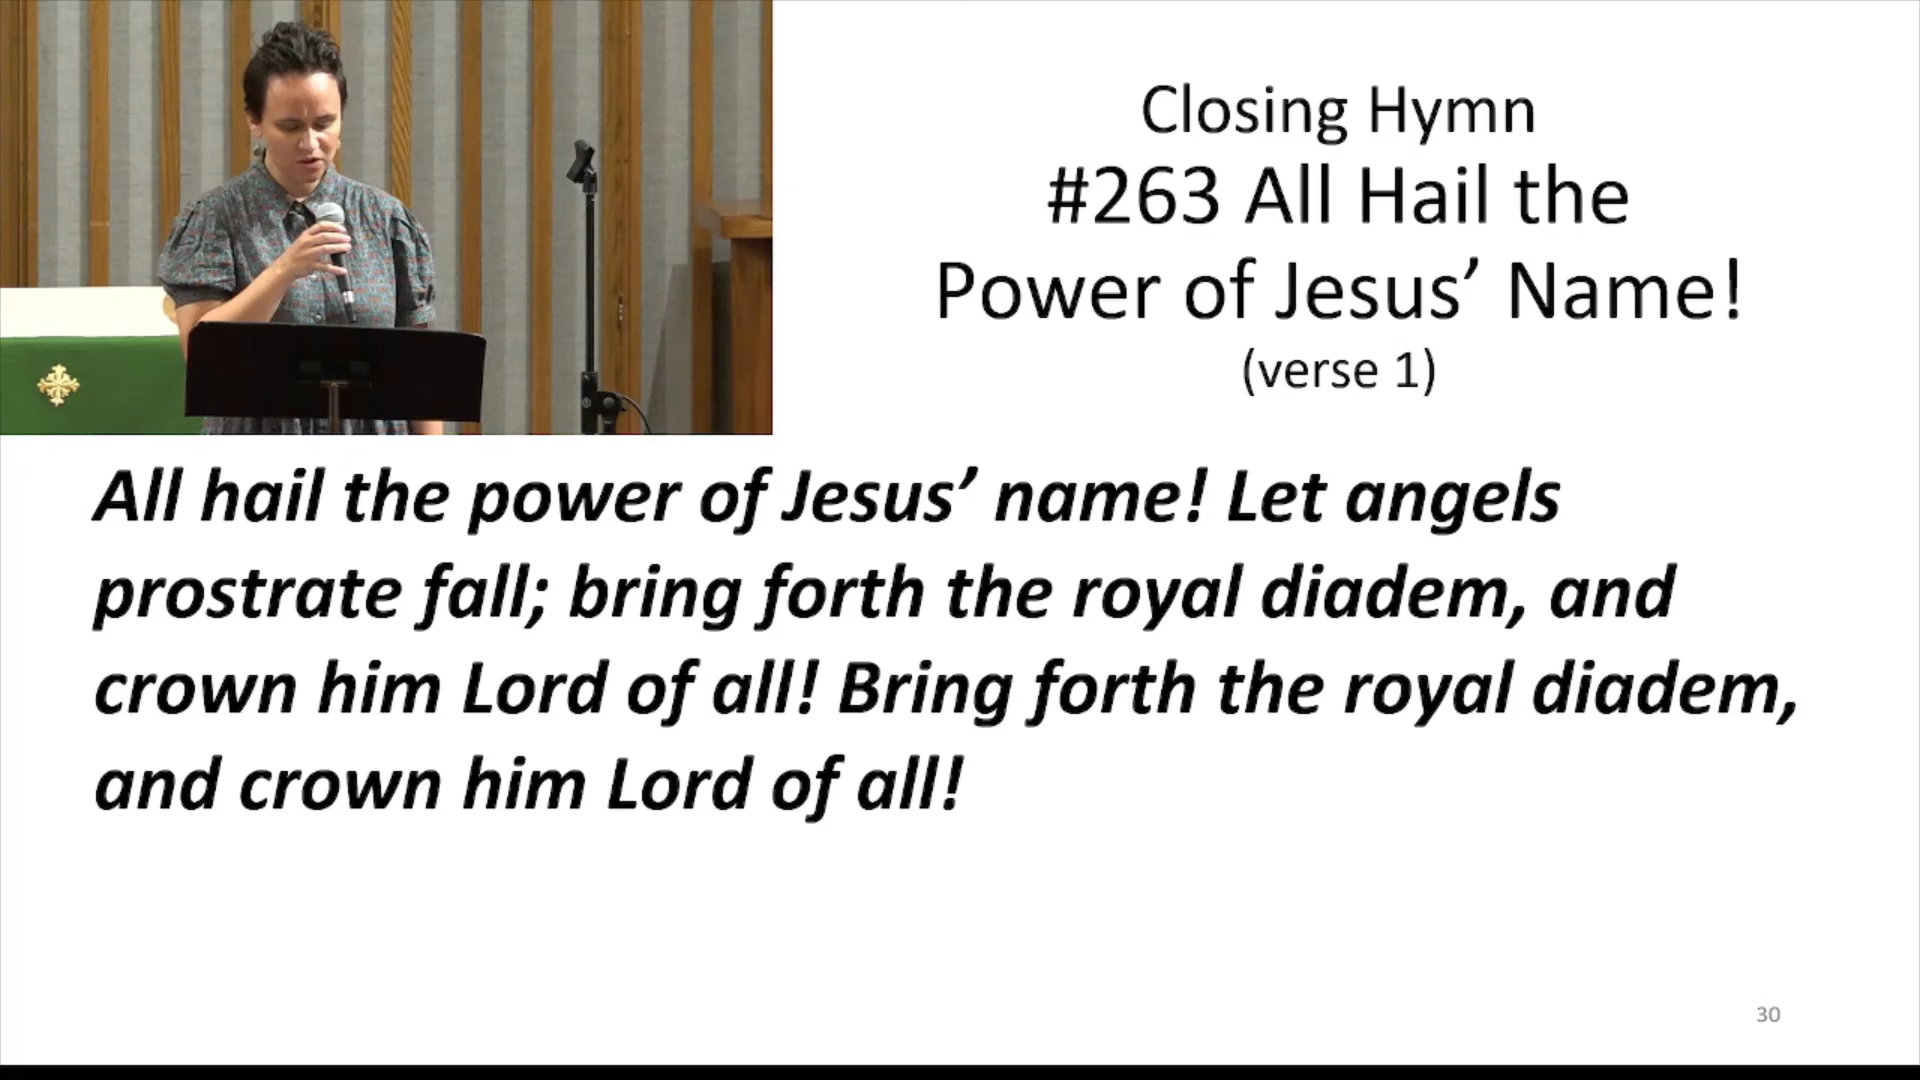 Closing Hymn
#263 All Hail the
Power of Jesus’ Name!
(verse 1)
All hail the power of Jesus’ name! Let angels
prostrate fall; bring forth the royal diadem, and
crown him Lord of all! Bring forth the royal diadem,
and crown him Lord of all!
30